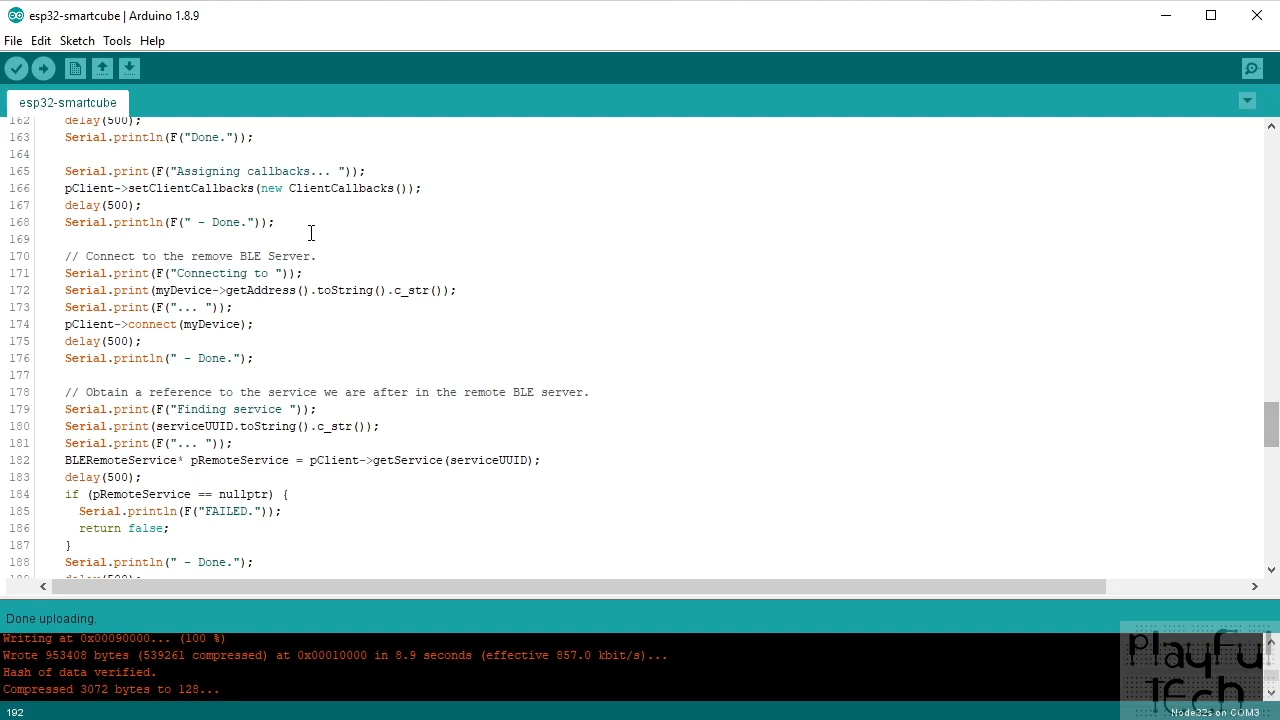 esp32-smartcube | Arduino 1.8.9
File Edit Sketch Tools Help
esp32-smartcube
162 delay(500);
163 Serial.println(F("Done."));
164
165 Serial.print(F("Assigning callbacks... "));
166 pClient->setClientCallbacks(new ClientCallbacks());
167 delay(500);
168 Serial.println(F(" - Done."));
169
170 // Connect to the remove BLE Server.
171 Serial.print(F("Connecting to "));
172 Serial.print(myDevice->getAddress().toString().c_str());
173 Serial.print(F("... "));
174 pClient->connect(myDevice);
175 delay(500);
176 Serial.println(" - Done.");
177
178 // Obtain a reference to the service we are after in the remote BLE server.
179 Serial.print(F("Finding service "));
180 Serial.print(serviceUUID.toString().c_str());
181 Serial.print(F("... "));
182 BLERemoteService* pRemoteService = pClient->getService(serviceUUID);
183 delay(500);
184 if (pRemoteService == nullptr) {
185 Serial.println(F("FAILED."));
186 return false;
187 }
188 Serial.println(" - Done.");
189 delay(500);
Done uploading.
Writing at 0x00090000... (100 %)
Wrote 953408 bytes (539261 compressed) at 0x00010000 in 8.9 seconds (effective 857.0 kbit/s)...
Hash of data verified.
Compressed 3072 bytes to 128...
Playful
tech
192
Node32s on COM3